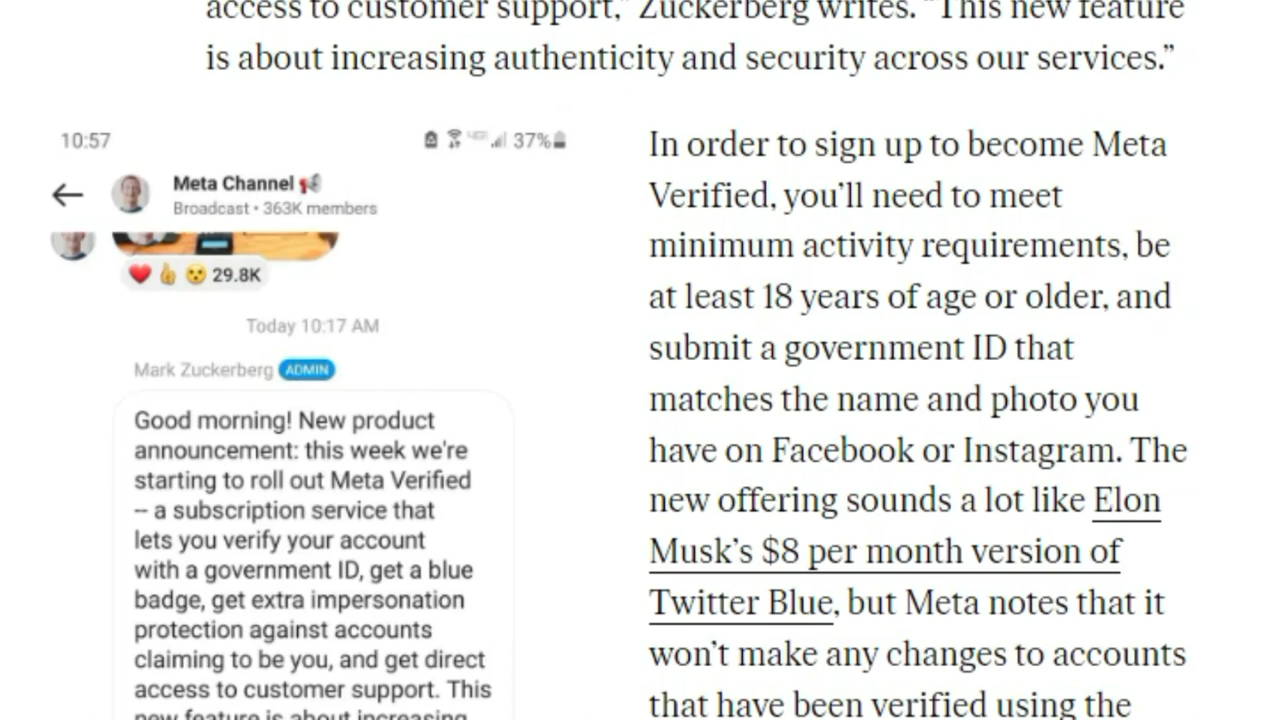 access to customer support,” Zuckerberg writes. “This new feature
is about increasing authenticity and security across our services.”
10:57
37%
Meta Channel
Broadcast • 363K members
29.8K
Today 10:17 AM
Mark Zuckerberg ADMIN
Good morning! New product
announcement: this week we're
starting to roll out Meta Verified
-- a subscription service that
lets you verify your account
with a government ID, get a blue
badge, get extra impersonation
protection against accounts
claiming to be you, and get direct
access to customer support. This
new feature is about increasing
In order to sign up to become Meta
Verified, you’ll need to meet
minimum activity requirements, be
at least 18 years of age or older, and
submit a government ID that
matches the name and photo you
have on Facebook or Instagram. The
new offering sounds a lot like Elon
Musk’s $8 per month version of
Twitter Blue, but Meta notes that it
won’t make any changes to accounts
that have been verified using the